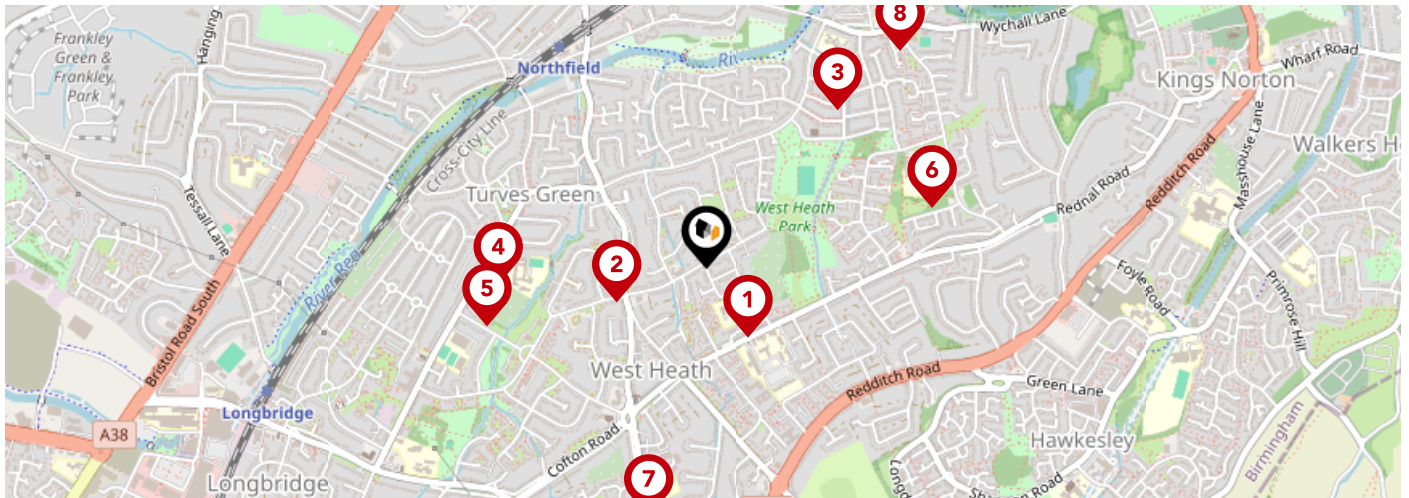 Frankley
Green &
Frankley
Park
Hanging
Northfield
Riv
8
Wychall Lane
3
Kings Norton
Wharf Road
Cross-City Line
Turves Green
Tessall Lane
6
West Heath
Park
Rednal Road
Redditch Road
Masshouse Lane
Walkers H
4
5
2
1
River Rea
Bristol Road South
Foyle Road
Primrose Hill
West Heath
Redditch Road
Green Lane
Longbridge
A38
Cofton Road
Hawkesley
Birmingham
Longbridge
7
Longd
Road